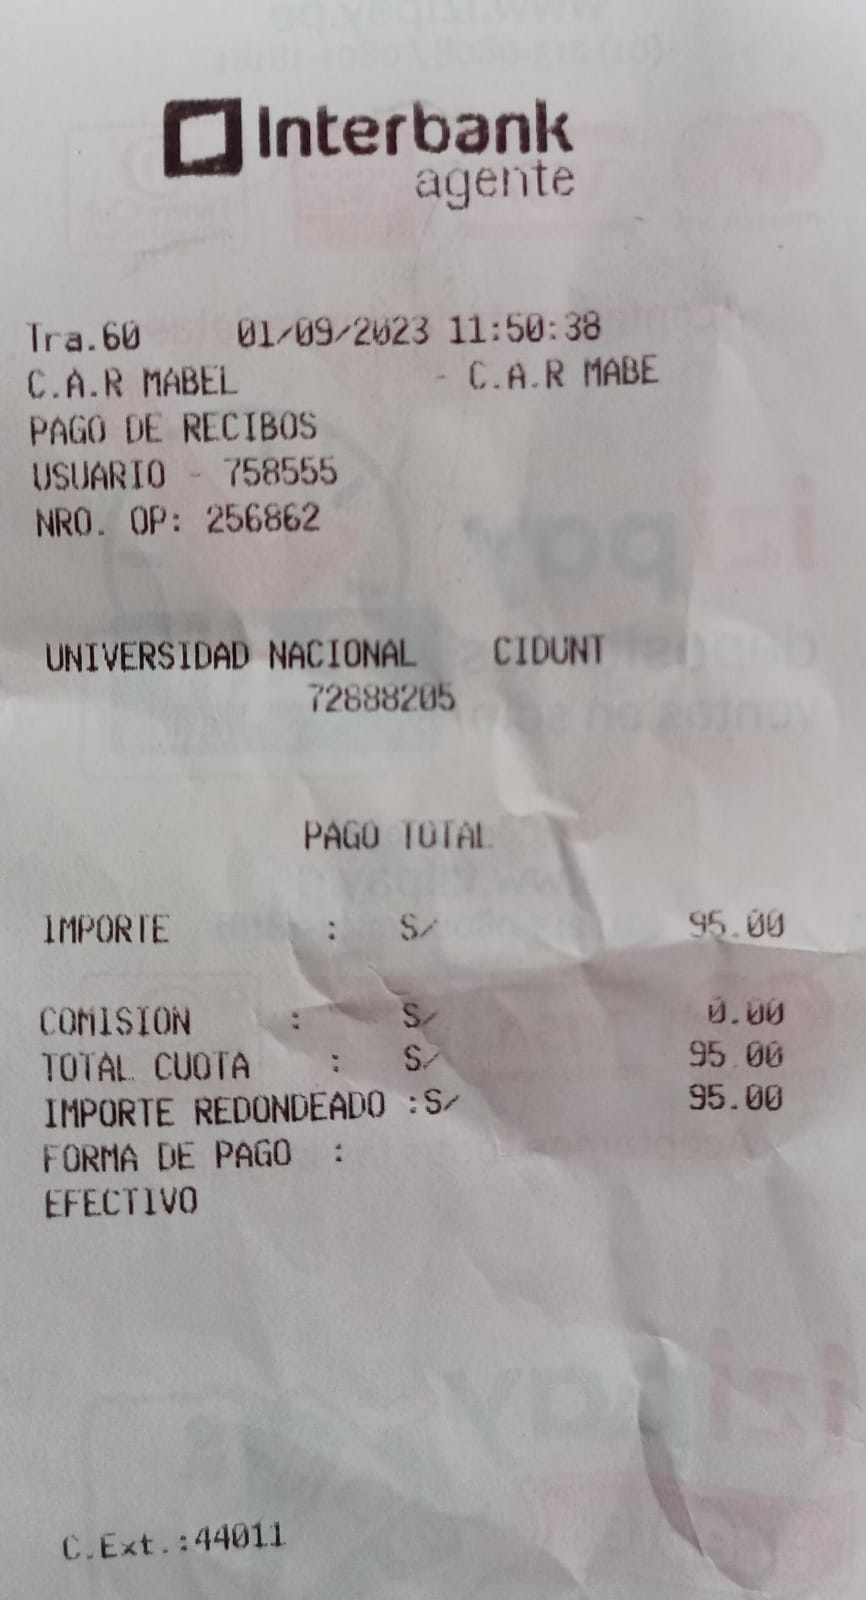 Interbank
agente
Tra.60 01/09/2023 11:50:38
C.A.R MABEL - C.A.R MABE
PAGO DE RECIBOS
USUARIO - 758555
NRO. OP: 256862
UNIVERSIDAD NACIONAL CIDUNT
72888205
PAGO TOTAL
IMPORTE : S/ 95.00
COMISION : S/ 0.00
TOTAL CUOTA : S/ 95.00
IMPORTE REDONDEADO :S/ 95.00
FORMA DE PAGO :
EFECTIVO
C.Ext.:44011